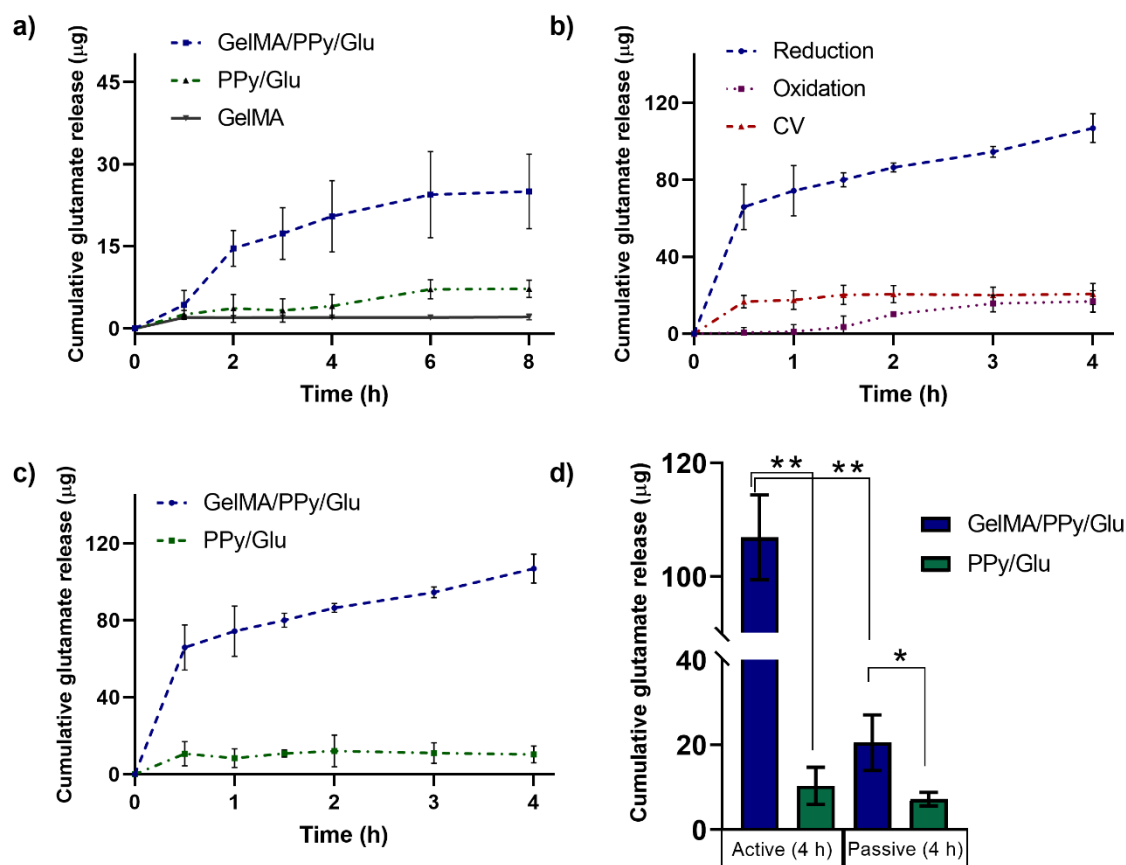 a)
GelMA/PPy/Glu
PPy/Glu
GelMA
Cumulative glutamate release (µg)
45
30
15
0
0 2 4 6 8
Time (h)
b)
Reduction
Oxidation
CV
Cumulative glutamate release (µg)
120
80
40
0
0 1 2 3 4
Time (h)
c)
GelMA/PPy/Glu
PPy/Glu
Cumulative glutamate release (µg)
120
80
40
0
0 1 2 3 4
Time (h)
d)
** **
*
GelMA/PPy/Glu
PPy/Glu
Cumulative glutamate release (µg)
120
100
40
20
0
Active (4 h) Passive (4 h)